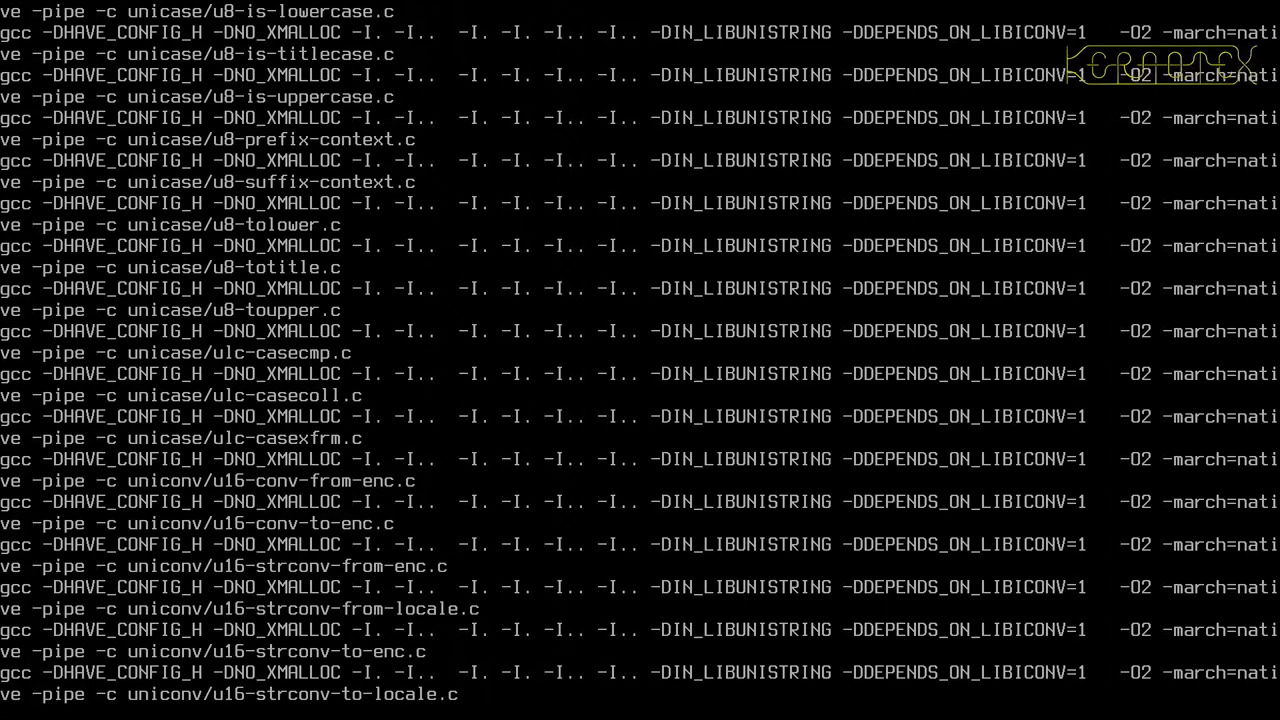 ve -pipe -c unicase/u8-is-lowercase.c
gcc -DHAVE_CONFIG_H -DNO_XMALLOC -I. -I..  -I. -I.. -I. -I.. -DIN_LIBUNISTRING -DDEPENDS_ON_LIBICONV=1   -O2 -march=nati
ve -pipe -c unicase/u8-is-titlecase.c
KERNOTEX
gcc -DHAVE_CONFIG_H -DNO_XMALLOC -I. -I..  -I. -I.. -I. -I.. -DIN_LIBUNISTRING -DDEPENDS_ON_LIBICONV=1   -O2 -march=nati
ve -pipe -c unicase/u8-is-uppercase.c
gcc -DHAVE_CONFIG_H -DNO_XMALLOC -I. -I..  -I. -I.. -I. -I.. -DIN_LIBUNISTRING -DDEPENDS_ON_LIBICONV=1   -O2 -march=nati
ve -pipe -c unicase/u8-prefix-context.c
gcc -DHAVE_CONFIG_H -DNO_XMALLOC -I. -I..  -I. -I.. -I. -I.. -DIN_LIBUNISTRING -DDEPENDS_ON_LIBICONV=1   -O2 -march=nati
ve -pipe -c unicase/u8-suffix-context.c
gcc -DHAVE_CONFIG_H -DNO_XMALLOC -I. -I..  -I. -I.. -I. -I.. -DIN_LIBUNISTRING -DDEPENDS_ON_LIBICONV=1   -O2 -march=nati
ve -pipe -c unicase/u8-tolower.c
gcc -DHAVE_CONFIG_H -DNO_XMALLOC -I. -I..  -I. -I.. -I. -I.. -DIN_LIBUNISTRING -DDEPENDS_ON_LIBICONV=1   -O2 -march=nati
ve -pipe -c unicase/u8-totitle.c
gcc -DHAVE_CONFIG_H -DNO_XMALLOC -I. -I..  -I. -I.. -I. -I.. -DIN_LIBUNISTRING -DDEPENDS_ON_LIBICONV=1   -O2 -march=nati
ve -pipe -c unicase/u8-toupper.c
gcc -DHAVE_CONFIG_H -DNO_XMALLOC -I. -I..  -I. -I.. -I. -I.. -DIN_LIBUNISTRING -DDEPENDS_ON_LIBICONV=1   -O2 -march=nati
ve -pipe -c unicase/ulc-casecmp.c
gcc -DHAVE_CONFIG_H -DNO_XMALLOC -I. -I..  -I. -I.. -I. -I.. -DIN_LIBUNISTRING -DDEPENDS_ON_LIBICONV=1   -O2 -march=nati
ve -pipe -c unicase/ulc-casecoll.c
gcc -DHAVE_CONFIG_H -DNO_XMALLOC -I. -I..  -I. -I.. -I. -I.. -DIN_LIBUNISTRING -DDEPENDS_ON_LIBICONV=1   -O2 -march=nati
ve -pipe -c unicase/ulc-casexfrm.c
gcc -DHAVE_CONFIG_H -DNO_XMALLOC -I. -I..  -I. -I.. -I. -I.. -DIN_LIBUNISTRING -DDEPENDS_ON_LIBICONV=1   -O2 -march=nati
ve -pipe -c uniconv/u16-conv-from-enc.c
gcc -DHAVE_CONFIG_H -DNO_XMALLOC -I. -I..  -I. -I.. -I. -I.. -DIN_LIBUNISTRING -DDEPENDS_ON_LIBICONV=1   -O2 -march=nati
ve -pipe -c uniconv/u16-conv-to-enc.c
gcc -DHAVE_CONFIG_H -DNO_XMALLOC -I. -I..  -I. -I.. -I. -I.. -DIN_LIBUNISTRING -DDEPENDS_ON_LIBICONV=1   -O2 -march=nati
ve -pipe -c uniconv/u16-strconv-from-enc.c
gcc -DHAVE_CONFIG_H -DNO_XMALLOC -I. -I..  -I. -I.. -I. -I.. -DIN_LIBUNISTRING -DDEPENDS_ON_LIBICONV=1   -O2 -march=nati
ve -pipe -c uniconv/u16-strconv-from-locale.c
gcc -DHAVE_CONFIG_H -DNO_XMALLOC -I. -I..  -I. -I.. -I. -I.. -DIN_LIBUNISTRING -DDEPENDS_ON_LIBICONV=1   -O2 -march=nati
ve -pipe -c uniconv/u16-strconv-to-enc.c
gcc -DHAVE_CONFIG_H -DNO_XMALLOC -I. -I..  -I. -I.. -I. -I.. -DIN_LIBUNISTRING -DDEPENDS_ON_LIBICONV=1   -O2 -march=nati
ve -pipe -c uniconv/u16-strconv-to-locale.c